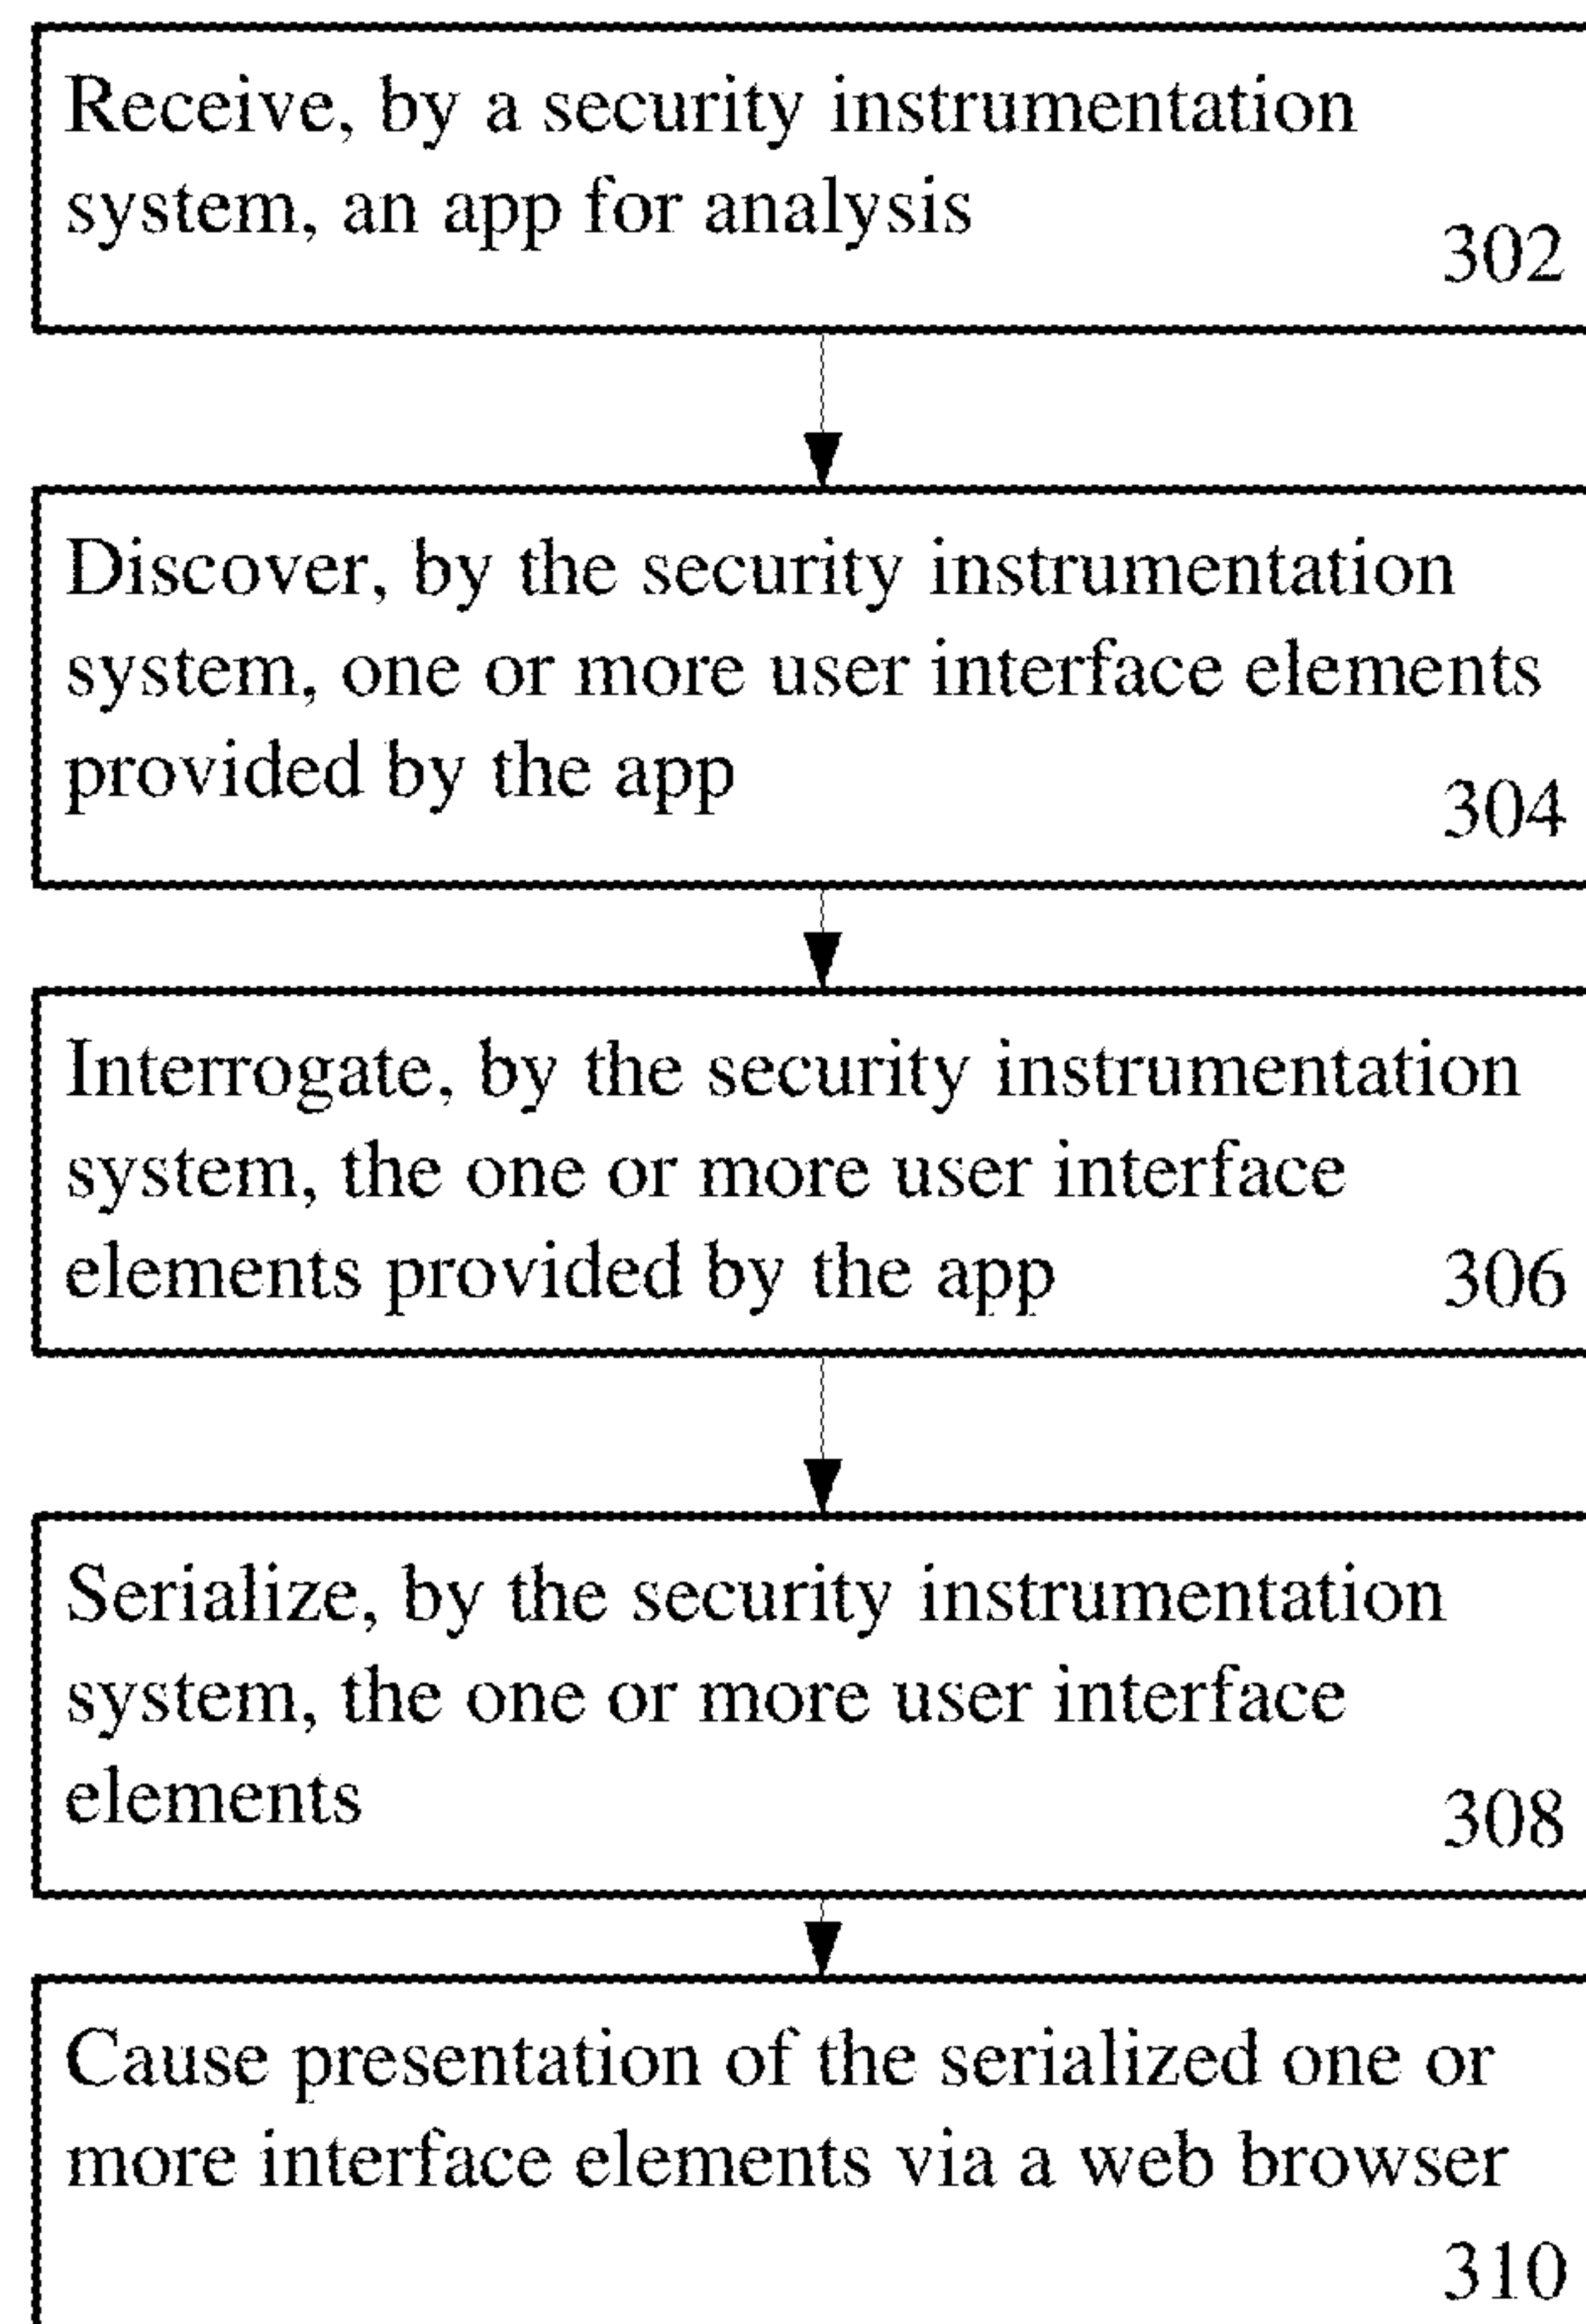 Receive, by a security instrumentation
system, an app for analysis
302
Discover, by the security instrumentation
system, one or more user interface elements
provided by the app
304
Interrogate, by the security instrumentation
system, the one or more user interface
elements provided by the app
306
Serialize, by the security instrumentation
system, the one or more user interface
elements
308
Cause presentation of the serialized one or
more interface elements via a web browser
310